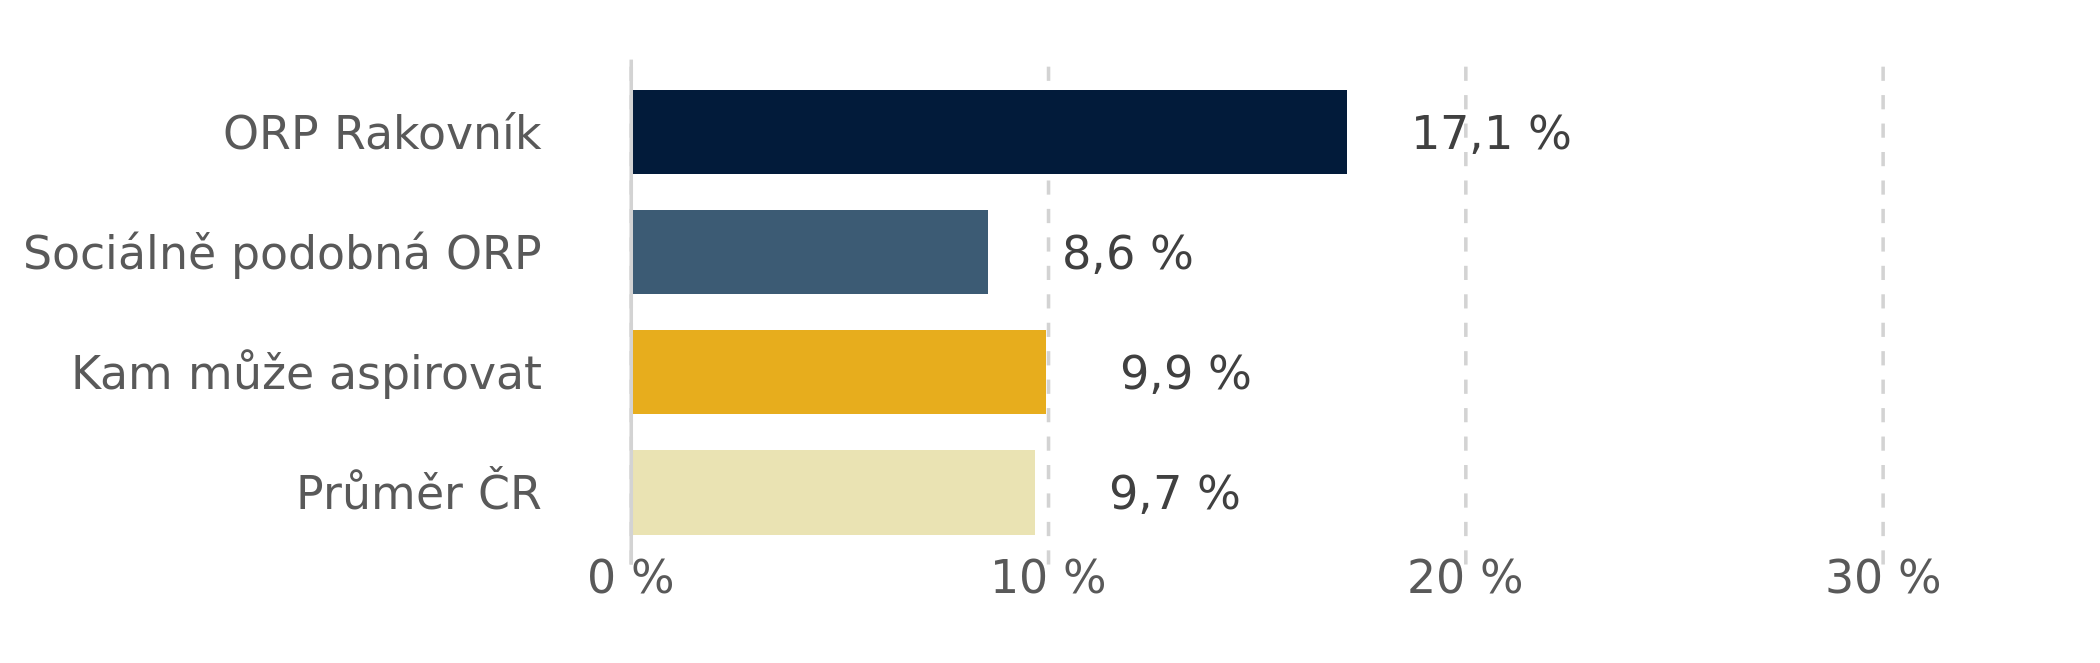 ORP Rakovník 17,1 %
Sociálně podobná ORP 8,6 %
Kam může aspirovat 9,9 %
Průměr ČR 9,7 %
0 % 10 % 20 % 30 %